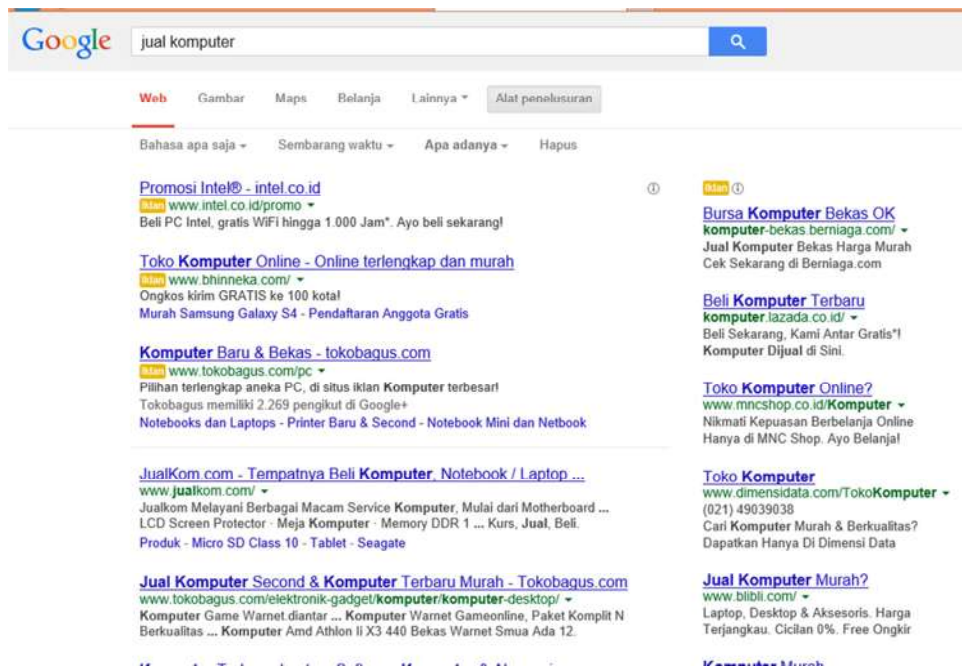 Google
jual komputer
Web Gambar Maps Belanja Lainnya Alat penelusuran
Bahasa apa saja Sembarang waktu Apa adanya Hapus
Promosi Intel® - intel.co.id
Iklan www.intel.co.id/promo
Beli PC Intel, gratis WiFi hingga 1.000 Jam*. Ayo beli sekarang!
Toko Komputer Online - Online terlengkap dan murah
Iklan www.bhinneka.com/
Ongkos kirim GRATIS ke 100 kota!
Murah Samsung Galaxy S4 - Pendaftaran Anggota Gratis
Komputer Baru & Bekas - tokobagus.com
Iklan www.tokobagus.com/pc
Pilihan terlengkap aneka PC, di situs iklan Komputer terbesar!
Tokobagus memiliki 2.269 pengikut di Google+
Notebooks dan Laptops - Printer Baru & Second - Notebook Mini dan Netbook
JualKom.com - Tempatnya Beli Komputer, Notebook / Laptop ...
www.jualkom.com/
Jualkom Melayani Berbagai Macam Service Komputer, Mulai dari Motherboard ...
LCD Screen Protector · Meja Komputer · Memory DDR 1 ... Kurs, Jual, Beli.
Produk - Micro SD Class 10 - Tablet - Seagate
Jual Komputer Second & Komputer Terbaru Murah - Tokobagus.com
www.tokobagus.com/elektronik-gadget/komputer/komputer-desktop/
Komputer Game Warnet.diantar ... Komputer Warnet Gameonline, Paket Komplit N
Berkualitas ... Komputer Amd Athlon Ii X3 440 Bekas Warnet Smua Ada 12.
Iklan
Bursa Komputer Bekas OK
komputer-bekas.berniaga.com/
Jual Komputer Bekas Harga Murah
Cek Sekarang di Berniaga.com
Beli Komputer Terbaru
komputer.lazada.co.id/
Beli Sekarang, Kami Antar Gratis*!
Komputer Dijual di Sini.
Toko Komputer Online?
www.mncshop.co.id/Komputer
Nikmati Kepuasan Berbelanja Online
Hanya di MNC Shop. Ayo Belanja!
Toko Komputer
www.dimensidata.com/TokoKomputer
(021) 49039038
Cari Komputer Murah & Berkualitas?
Dapatkan Hanya Di Dimensi Data
Jual Komputer Murah?
www.blibli.com/
Laptop, Desktop & Aksesoris. Harga
Terjangkau. Cicilan 0%. Free Ongkir
Komputer Murah